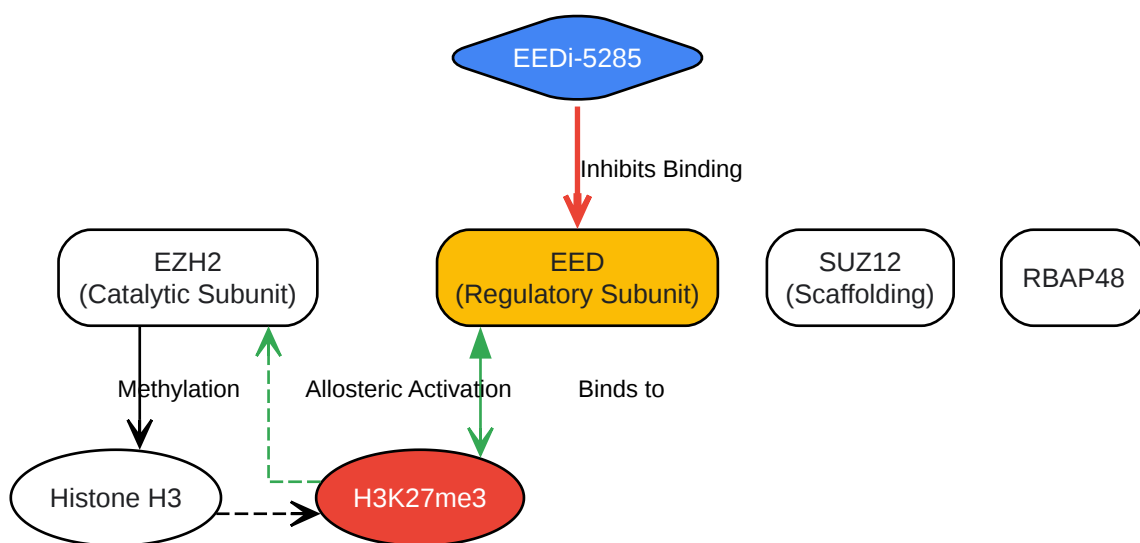 EEDi-5285
Inhibits Binding
EZH2
(Catalytic Subunit)
EED
(Regulatory Subunit)
SUZ12
(Scaffolding)
RBAP48
Methylation
Allosteric Activation
Binds to
Histone H3
H3K27me3